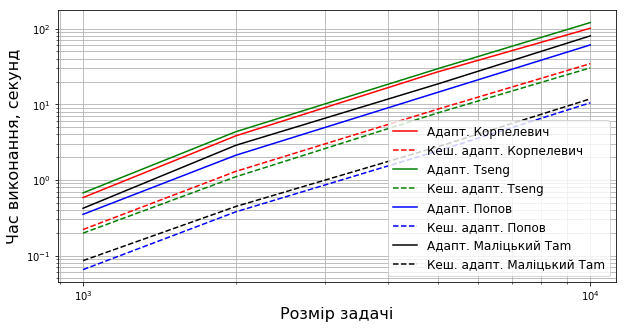 Час виконання, секунд
10²
10¹
10⁰
10⁻¹
Адапт. Корпелевич
Кеш. адапт. Корпелевич
Адапт. Tseng
Кеш. адапт. Tseng
Адапт. Попов
Кеш. адапт. Попов
Адапт. Маліцький Tam
Кеш. адапт. Маліцький Tam
10³
10⁴
Розмір задачі